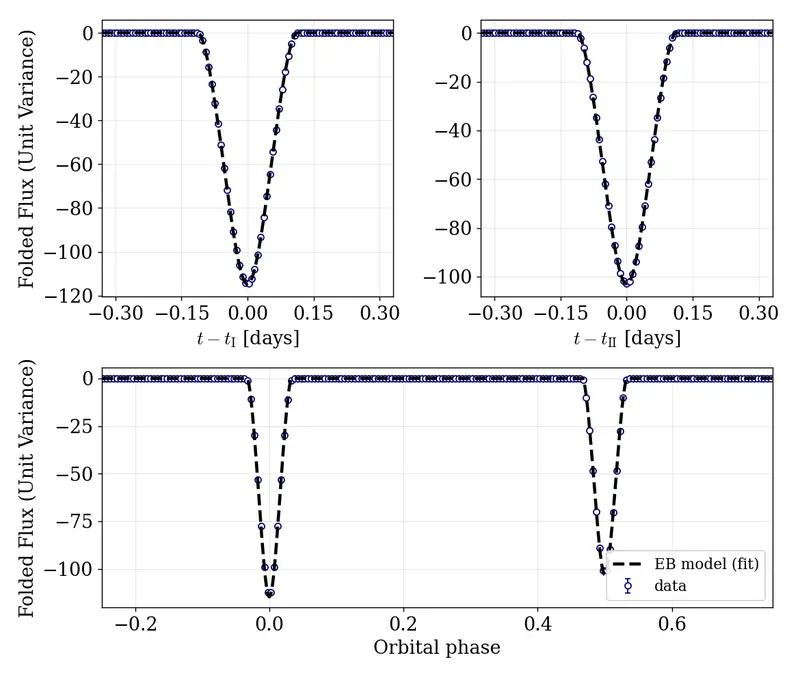 Folded Flux (Unit Variance)
0
−20
−40
−60
−80
−100
−120
−0.30 −0.15 0.00 0.15 0.30
t − t_I [days]
0
−20
−40
−60
−80
−100
−0.30 −0.15 0.00 0.15 0.30
t − t_II [days]
Folded Flux (Unit Variance)
0
−25
−50
−75
−100
−0.2 0.0 0.2 0.4 0.6
Orbital phase
EB model (fit)
data